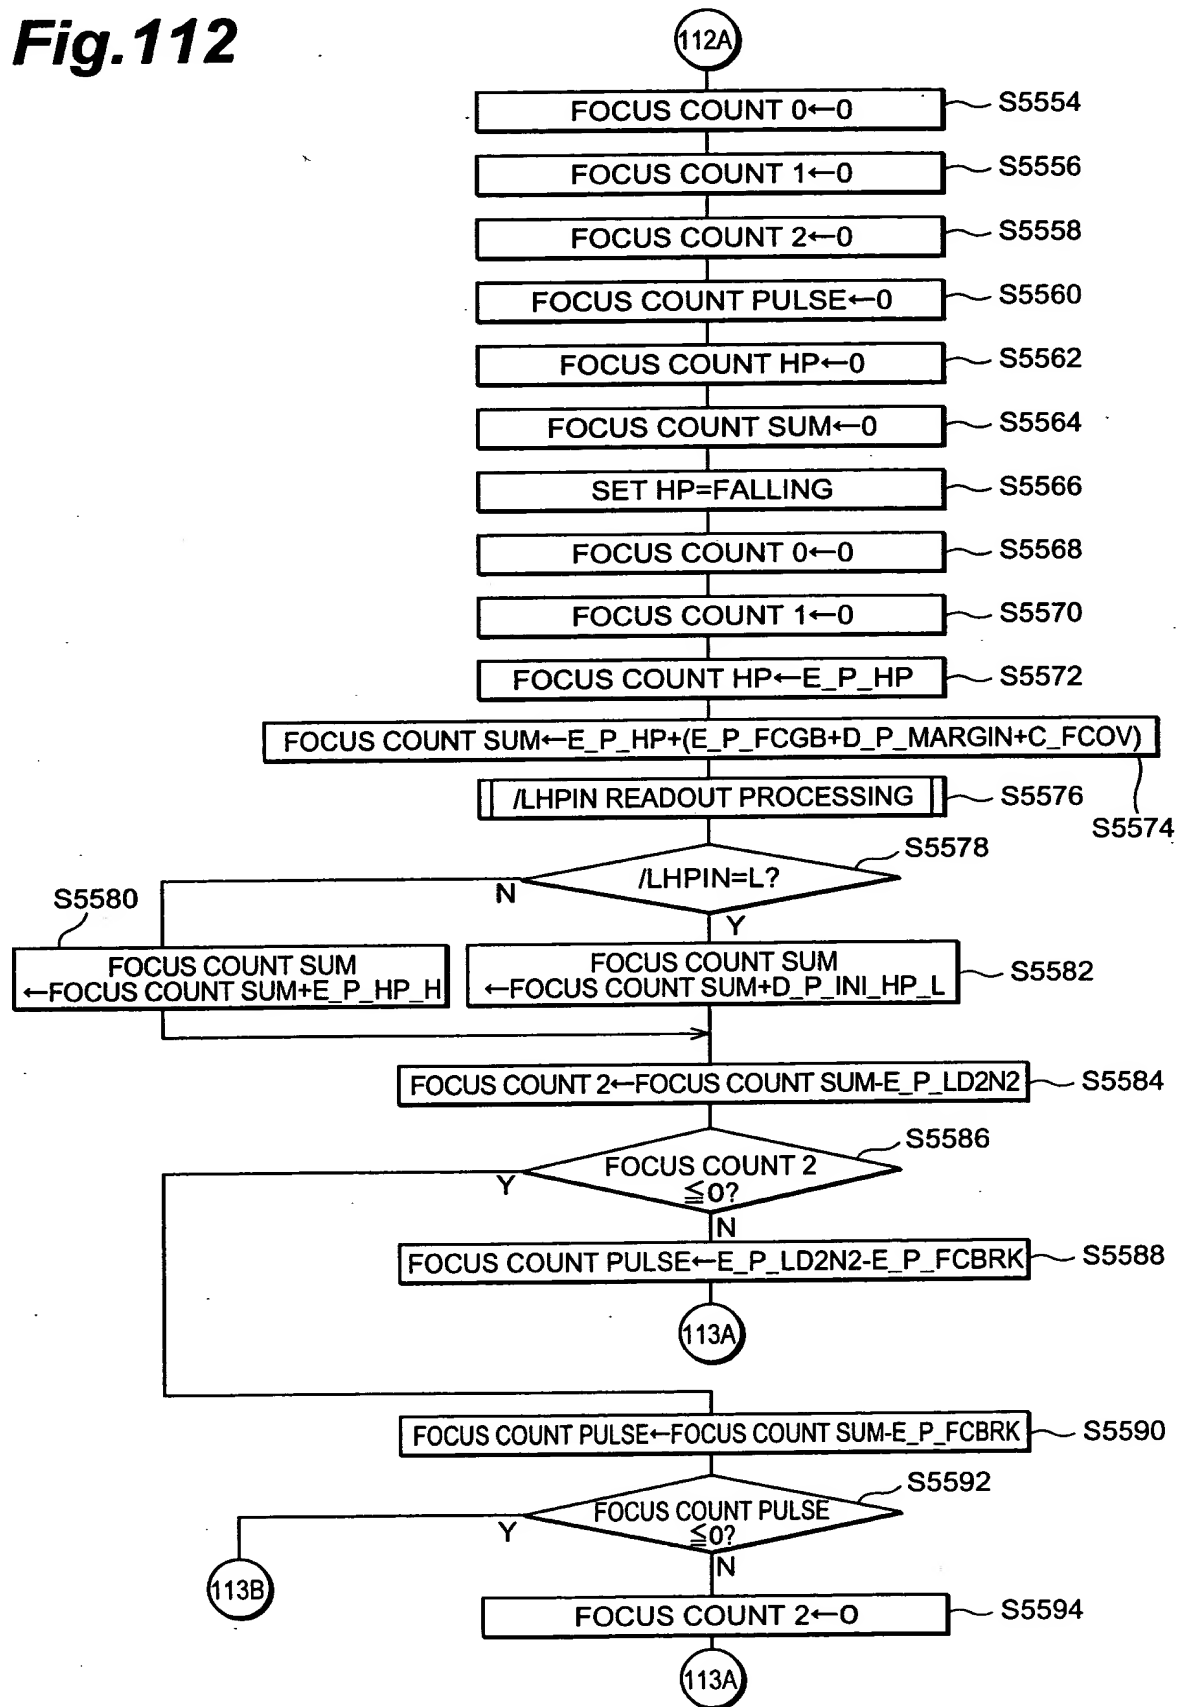 Fig.112
112A
FOCUS COUNT 0←0
S5554
FOCUS COUNT 1←0
S5556
FOCUS COUNT 2←0
S5558
FOCUS COUNT PULSE←0
S5560
FOCUS COUNT HP←0
S5562
FOCUS COUNT SUM←0
S5564
SET HP=FALLING
S5566
FOCUS COUNT 0←0
S5568
FOCUS COUNT 1←0
S5570
FOCUS COUNT HP←E_P_HP
S5572
FOCUS COUNT SUM←E_P_HP+(E_P_FCGB+D_P_MARGIN+C_FCOV)
S5574
/LHPIN READOUT PROCESSING
S5576
S5578
/LHPIN=L?
N
Y
S5580
FOCUS COUNT SUM
←FOCUS COUNT SUM+E_P_HP_H
FOCUS COUNT SUM
←FOCUS COUNT SUM+D_P_INI_HP_L
S5582
FOCUS COUNT 2←FOCUS COUNT SUM-E_P_LD2N2
S5584
S5586
FOCUS COUNT 2
≦0?
Y
N
FOCUS COUNT PULSE←E_P_LD2N2-E_P_FCBRK
S5588
113A
FOCUS COUNT PULSE←FOCUS COUNT SUM-E_P_FCBRK
S5590
S5592
FOCUS COUNT PULSE
≦0?
Y
N
113B
FOCUS COUNT 2←0
S5594
113A